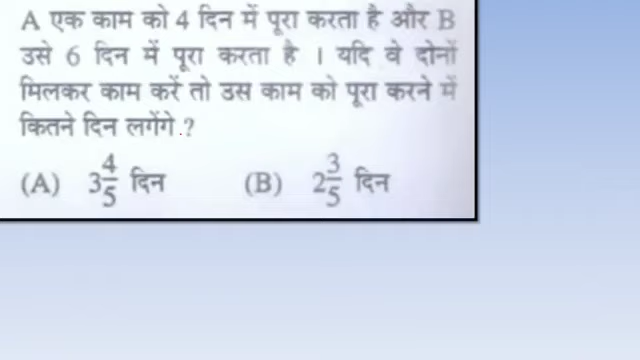 A एक काम को 4 दिन में पूरा करता है और B
उसे 6 दिन में पूरा करता है । यदि वे दोनों
मिलकर काम करें तो उस काम को पूरा करने में
कितने दिन लगेंगे ?
(A) 3 4/5 दिन (B) 2 3/5 दिन